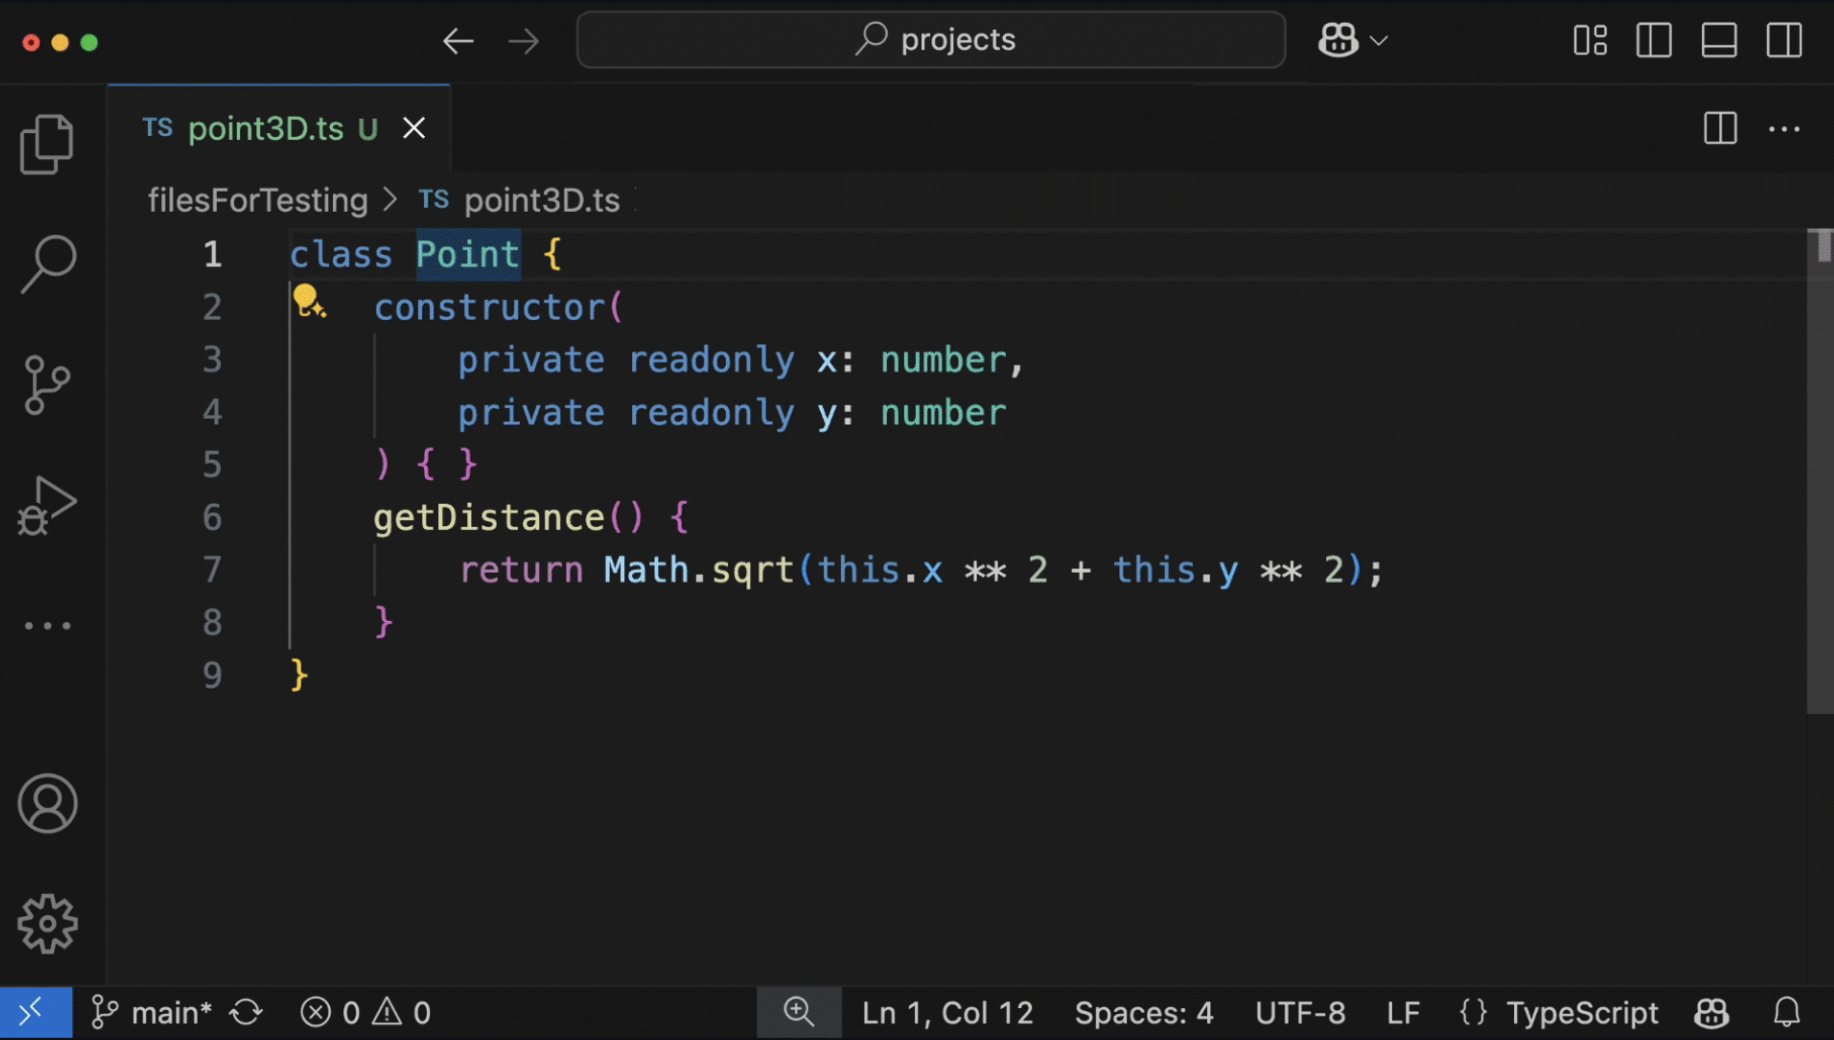 projects
TS point3D.ts U
filesForTesting > TS point3D.ts
1 class Point {
2     constructor(
3         private readonly x: number,
4         private readonly y: number
5     ) { }
6     getDistance() {
7         return Math.sqrt(this.x ** 2 + this.y ** 2);
8     }
9 }
main* 0 0 Ln 1, Col 12 Spaces: 4 UTF-8 LF {} TypeScript